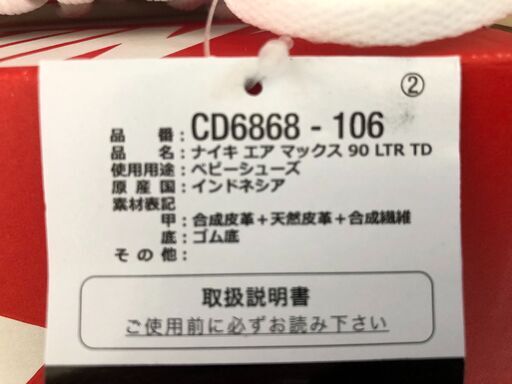 ②
品番:CD6868 - 106
品名:ナイキ エア マックス 90 LTR TD
使用用途:ベビーシューズ
原産国:インドネシア
素材表記
甲:合成皮革+天然皮革+合成繊維
底:ゴム底
その他:
取扱説明書
ご使用前に必ずお読み下さい